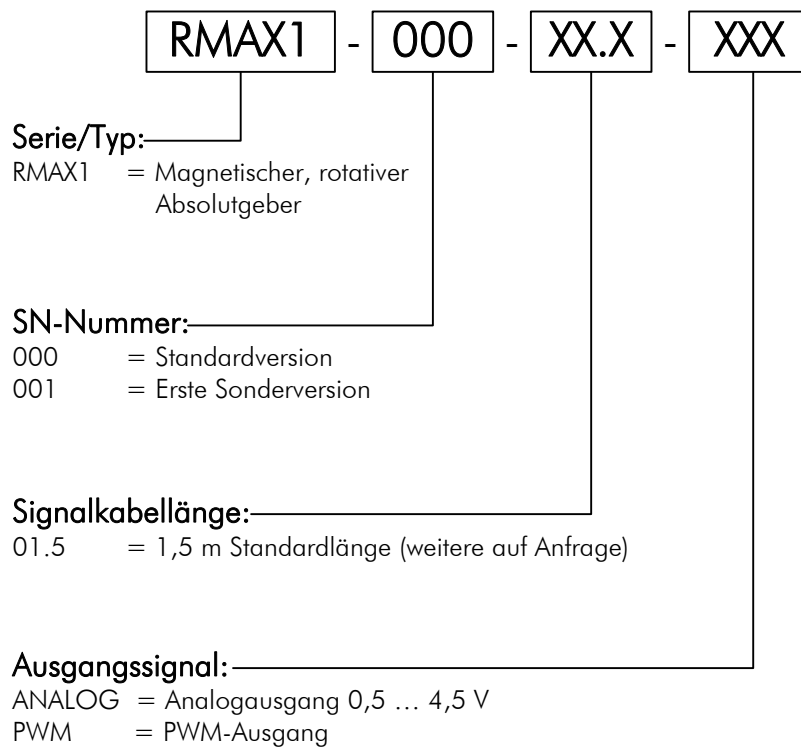 RMAX1 - 000 - XX.X - XXX
Serie/Typ:
RMAX1 = Magnetischer, rotativer
Absolutgeber
SN-Nummer:
000 = Standardversion
001 = Erste Sonderversion
Signalkabellänge:
01.5 = 1,5 m Standardlänge (weitere auf Anfrage)
Ausgangssignal:
ANALOG = Analogausgang 0,5 … 4,5 V
PWM = PWM-Ausgang